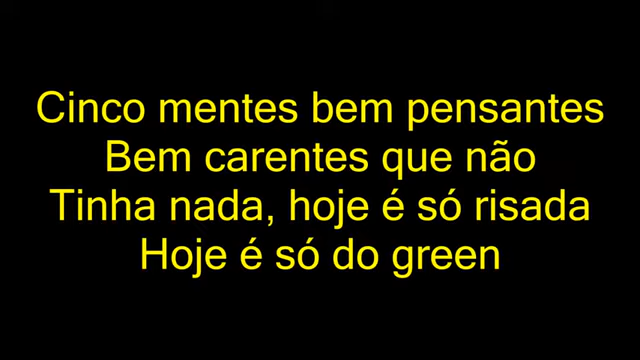 Cinco mentes bem pensantes
Bem carentes que não
Tinha nada, hoje é só risada
Hoje é só do green